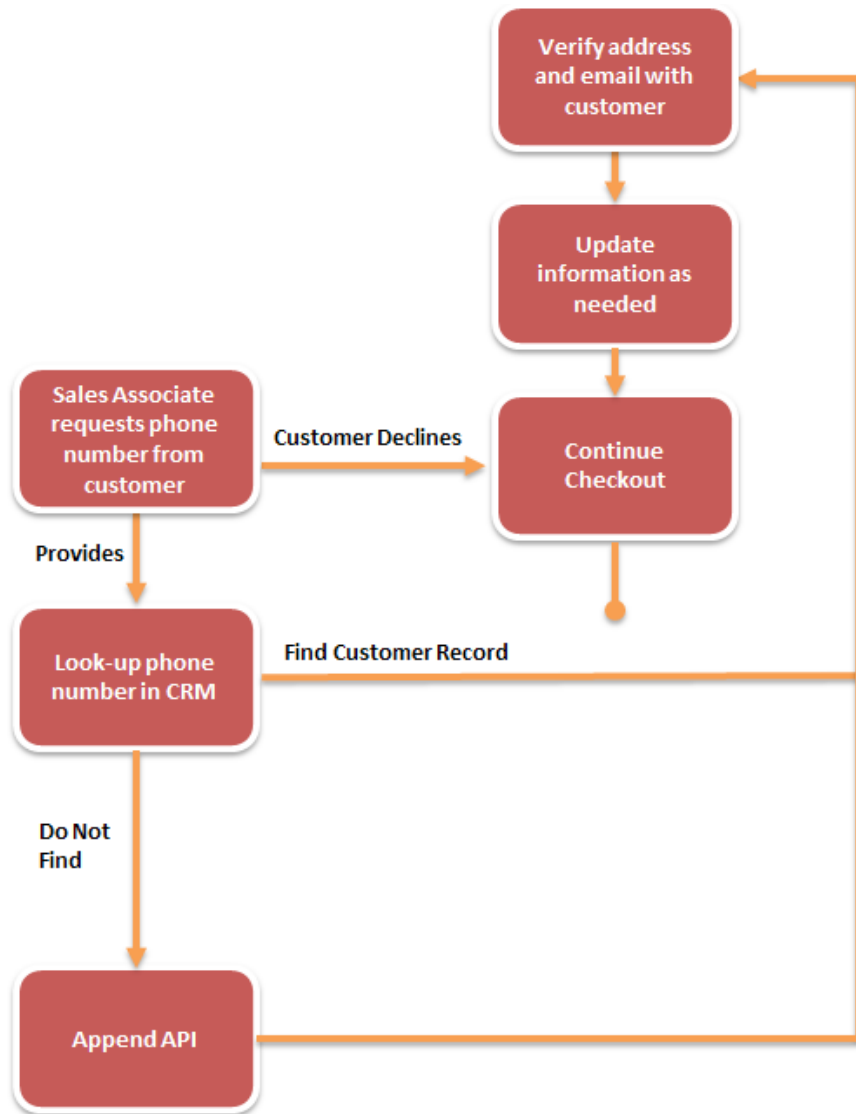 Verify address
and email with
customer
Update
information as
needed
Sales Associate
requests phone
number from
customer
Customer Declines
Continue
Checkout
Provides
Look-up phone
number in CRM
Find Customer Record
Do Not
Find
Append API